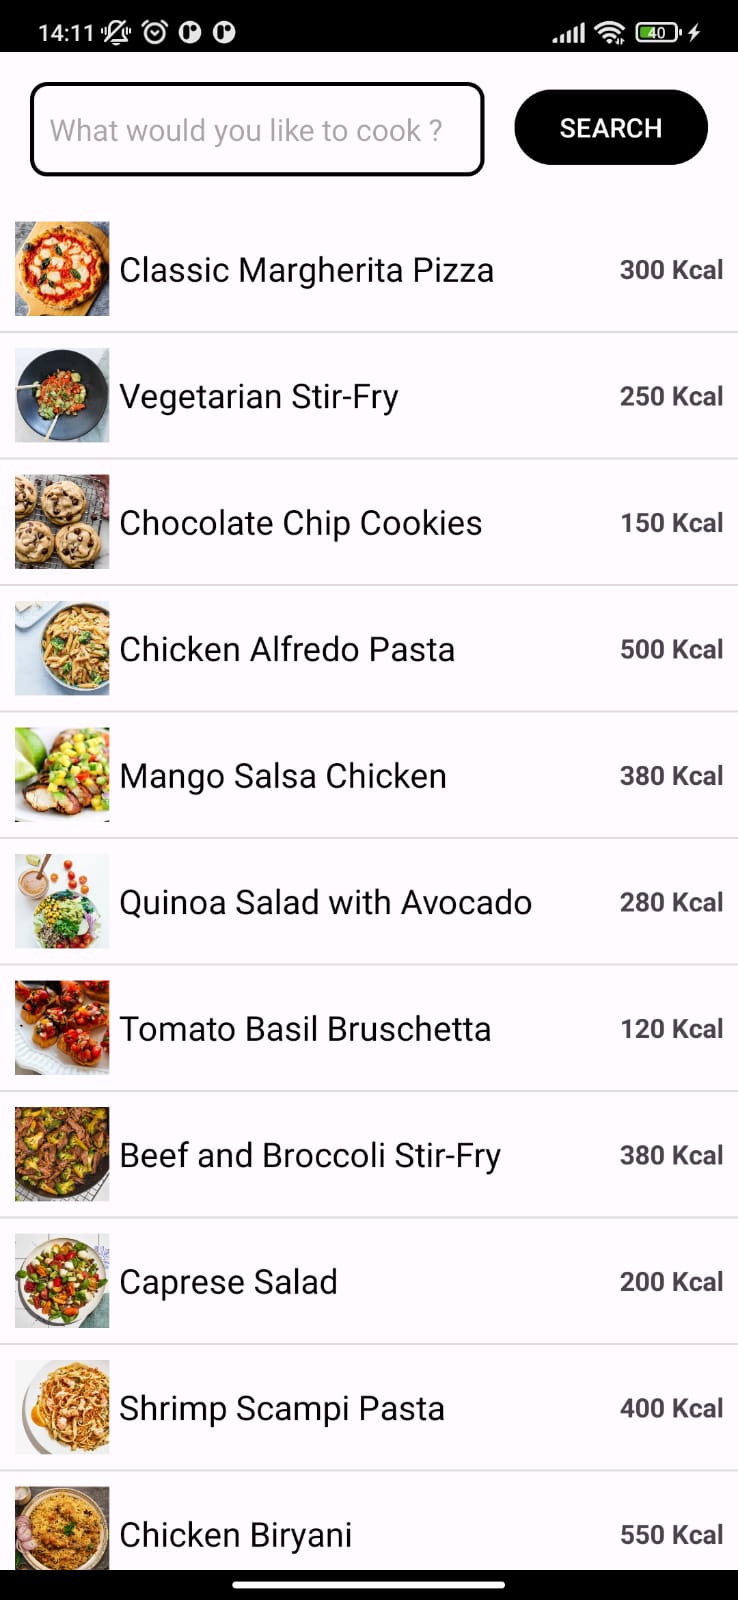 14:11
40
What would you like to cook ?
SEARCH
Classic Margherita Pizza 300 Kcal
Vegetarian Stir-Fry 250 Kcal
Chocolate Chip Cookies 150 Kcal
Chicken Alfredo Pasta 500 Kcal
Mango Salsa Chicken 380 Kcal
Quinoa Salad with Avocado 280 Kcal
Tomato Basil Bruschetta 120 Kcal
Beef and Broccoli Stir-Fry 380 Kcal
Caprese Salad 200 Kcal
Shrimp Scampi Pasta 400 Kcal
Chicken Biryani 550 Kcal